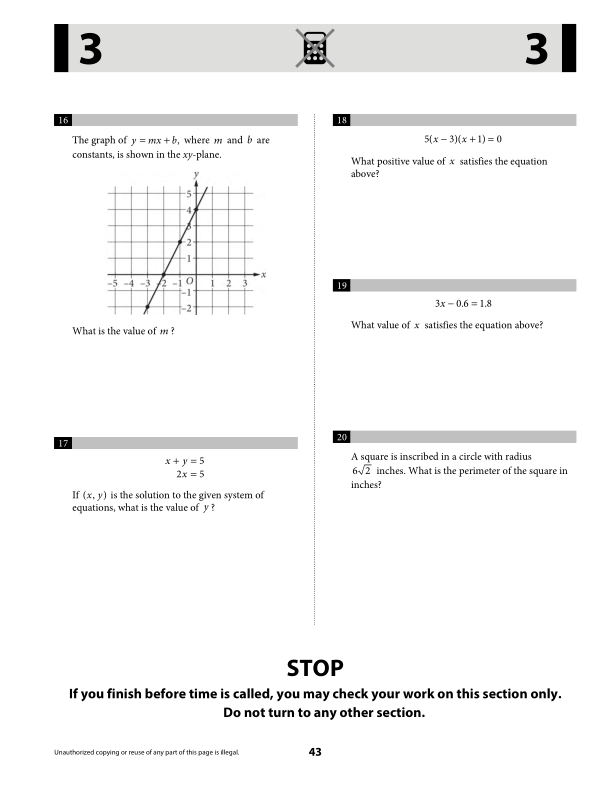 3
3
16
The graph of y = mx + b, where m and b are
constants, is shown in the xy-plane.
y
5
4
3
2
1
–5 –4 –3 –2 –1 O 1 2 3 x
–1
–2
What is the value of m ?
17
x + y = 5
2x = 5
If (x, y) is the solution to the given system of
equations, what is the value of y ?
18
5(x − 3)(x + 1) = 0
What positive value of x satisfies the equation
above?
19
3x − 0.6 = 1.8
What value of x satisfies the equation above?
20
A square is inscribed in a circle with radius
6√2 inches. What is the perimeter of the square in
inches?
STOP
If you finish before time is called, you may check your work on this section only.
Do not turn to any other section.
Unauthorized copying or reuse of any part of this page is illegal.
43